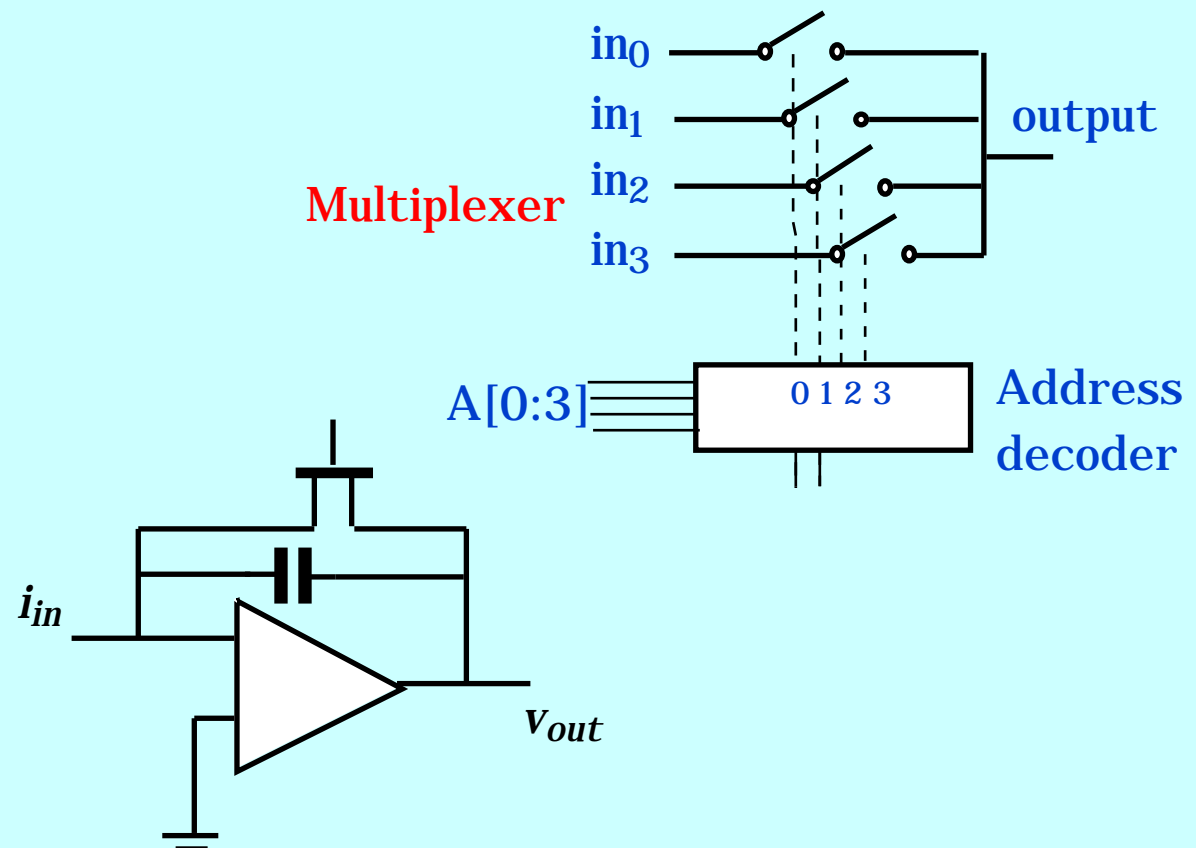 in0
in1
output
in2
Multiplexer
in3
A[0:3]
0 1 2 3
Address
decoder
iin
vout